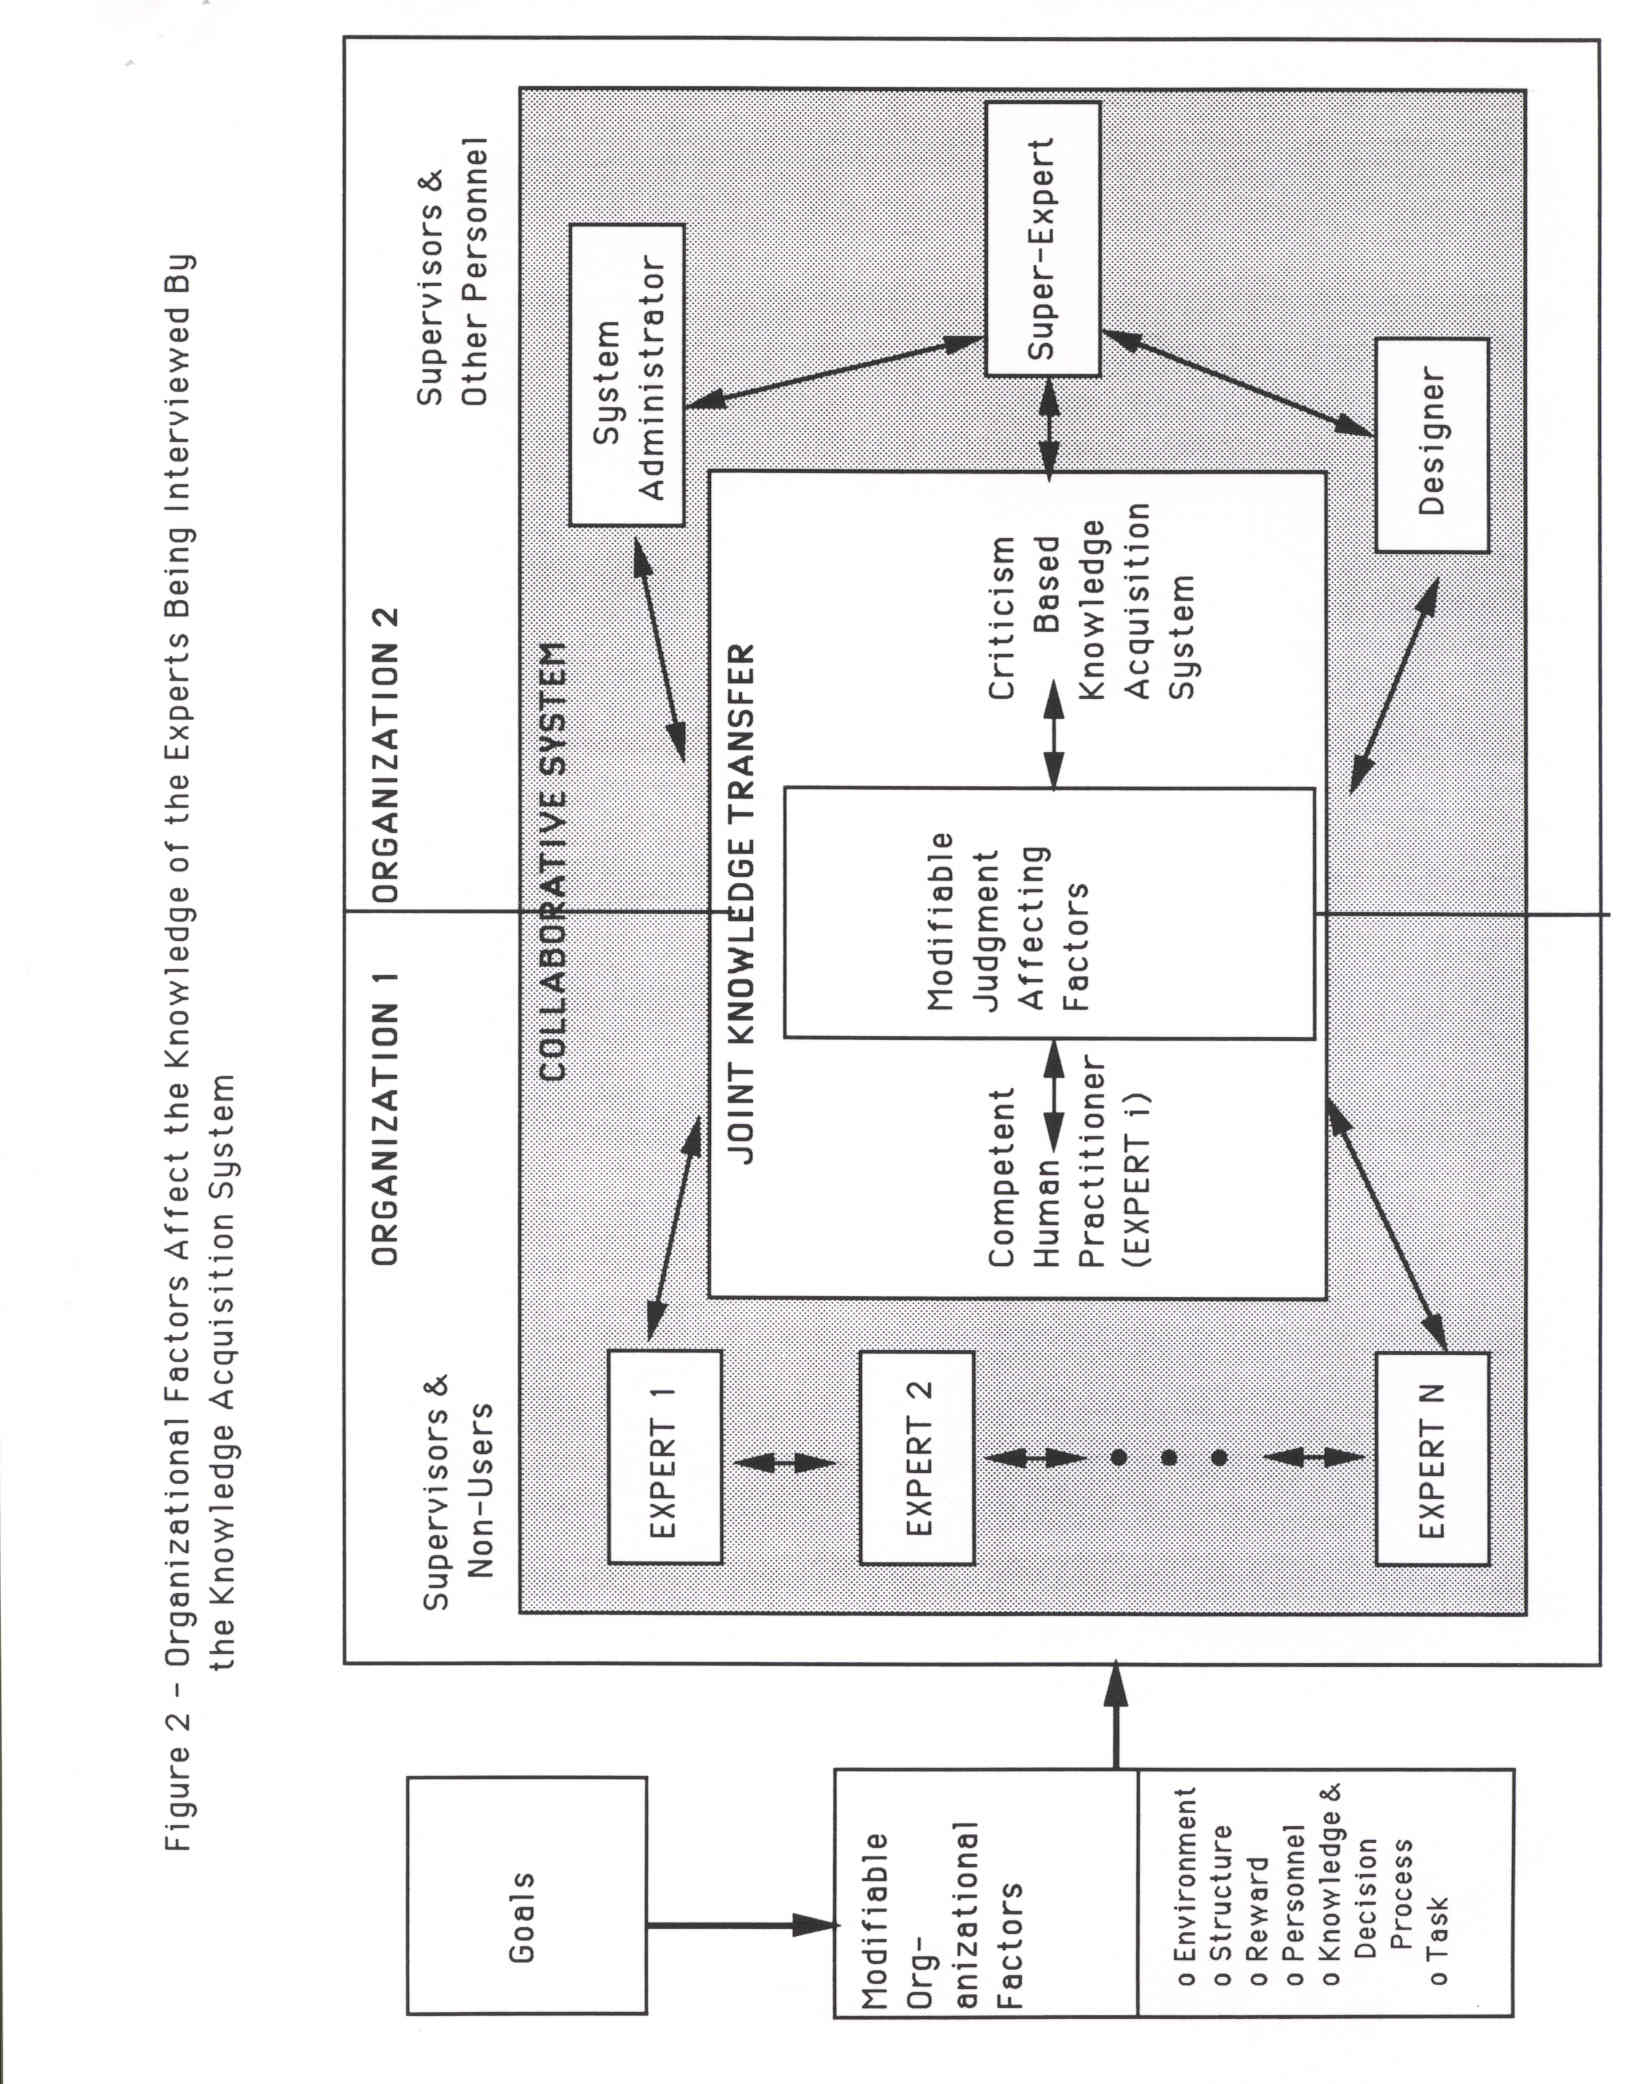 Figure 2 - Organizational Factors Affect the Knowledge of the Experts Being Interviewed By
the Knowledge Acquisition System
Goals
Modifiable
Org-
anizational
Factors
o Environment
o Structure
o Reward
o Personnel
o Knowledge &
Decision
Process
o Task
ORGANIZATION 1
Supervisors &
Non-Users
ORGANIZATION 2
Supervisors &
Other Personnel
COLLABORATIVE SYSTEM
EXPERT 1
EXPERT 2
EXPERT N
JOINT KNOWLEDGE TRANSFER
Competent
Human
Practitioner
(EXPERT i)
Modifiable
Judgment
Affecting
Factors
Criticism
Based
Knowledge
Acquisition
System
System
Administrator
Super-Expert
Designer